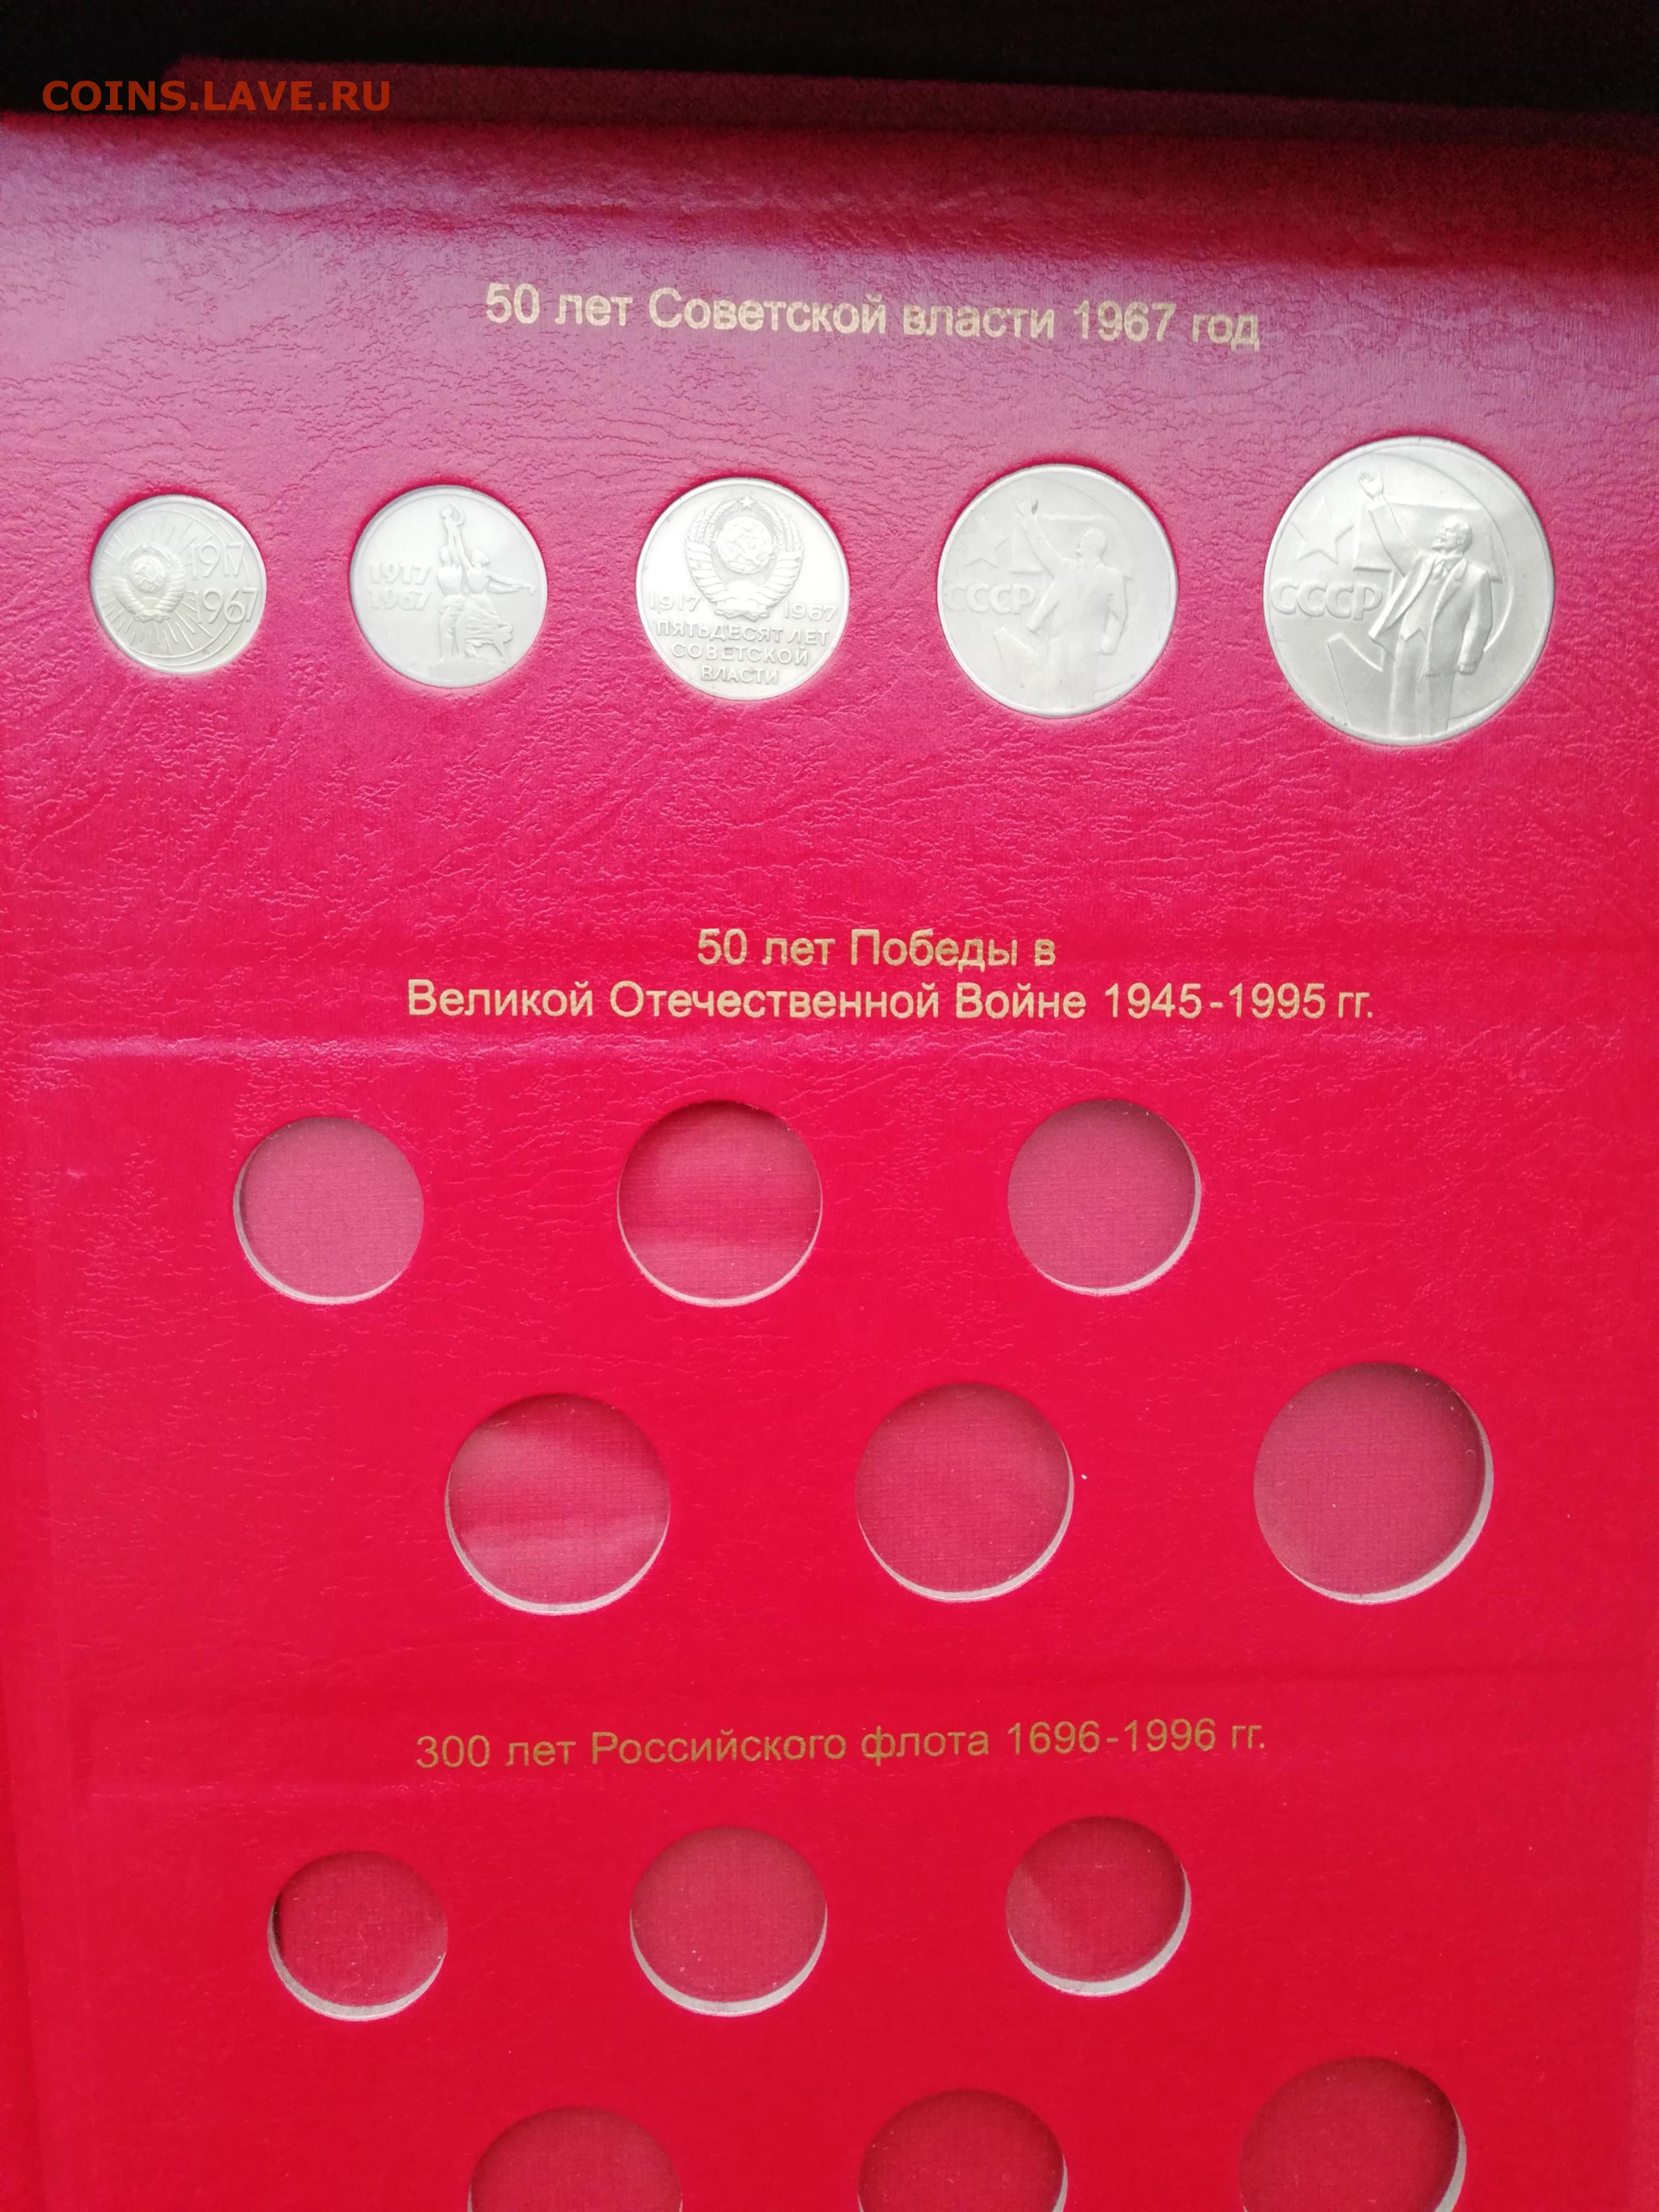 COINS.LAVE.RU
50 лет Советской власти 1967 год
1917
1967
1917
1967
1917 1967
ПЯТЬДЕСЯТ ЛЕТ
СОВЕТСКОЙ
ВЛАСТИ
СССР
СССР
50 лет Победы в
Великой Отечественной Войне 1945-1995 гг.
300 лет Российского флота 1696-1996 гг.